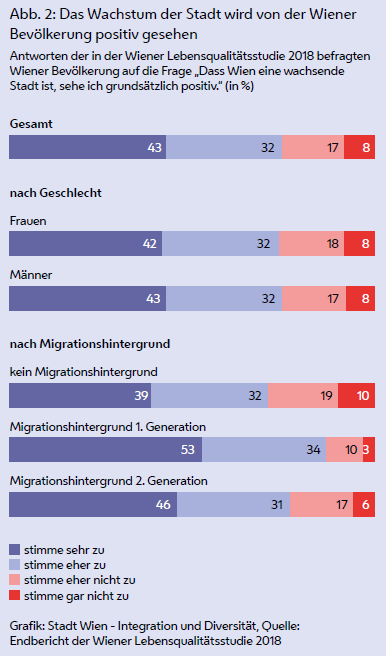 Abb. 2: Das Wachstum der Stadt wird von der Wiener
Bevölkerung positiv gesehen
Antworten der in der Wiener Lebensqualitätsstudie 2018 befragten
Wiener Bevölkerung auf die Frage „Dass Wien eine wachsende
Stadt ist, sehe ich grundsätzlich positiv.“ (in %)
Gesamt
43 32 17 8
nach Geschlecht
Frauen
42 32 18 8
Männer
43 32 17 8
nach Migrationshintergrund
kein Migrationshintergrund
39 32 19 10
Migrationshintergrund 1. Generation
53 34 10 3
Migrationshintergrund 2. Generation
46 31 17 6
stimme sehr zu
stimme eher zu
stimme eher nicht zu
stimme gar nicht zu
Grafik: Stadt Wien - Integration und Diversität, Quelle:
Endbericht der Wiener Lebensqualitätsstudie 2018